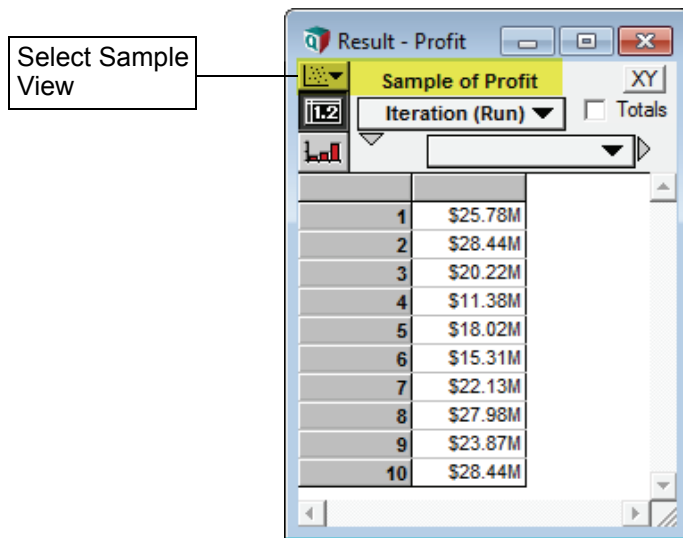 Select Sample
View
Result - Profit
Sample of Profit
XY
1.2
Iteration (Run)
Totals
1 $25.78M
2 $28.44M
3 $20.22M
4 $11.38M
5 $18.02M
6 $15.31M
7 $22.13M
8 $27.98M
9 $23.87M
10 $28.44M